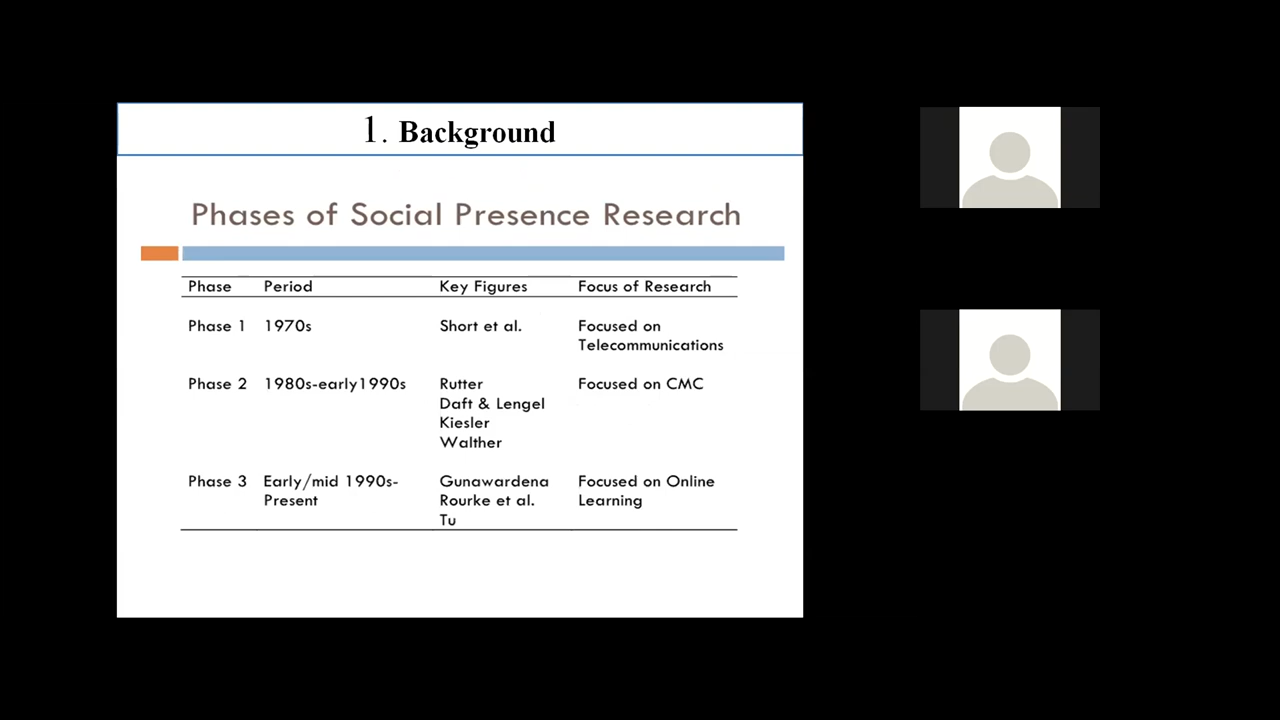 1. Background
Phases of Social Presence Research
Phase Period Key Figures Focus of Research
Phase 1 1970s Short et al. Focused on
Telecommunications
Phase 2 1980s-early1990s Rutter Focused on CMC
Daft & Lengel
Kiesler
Walther
Phase 3 Early/mid 1990s- Gunawardena Focused on Online
Present Rourke et al. Learning
Tu